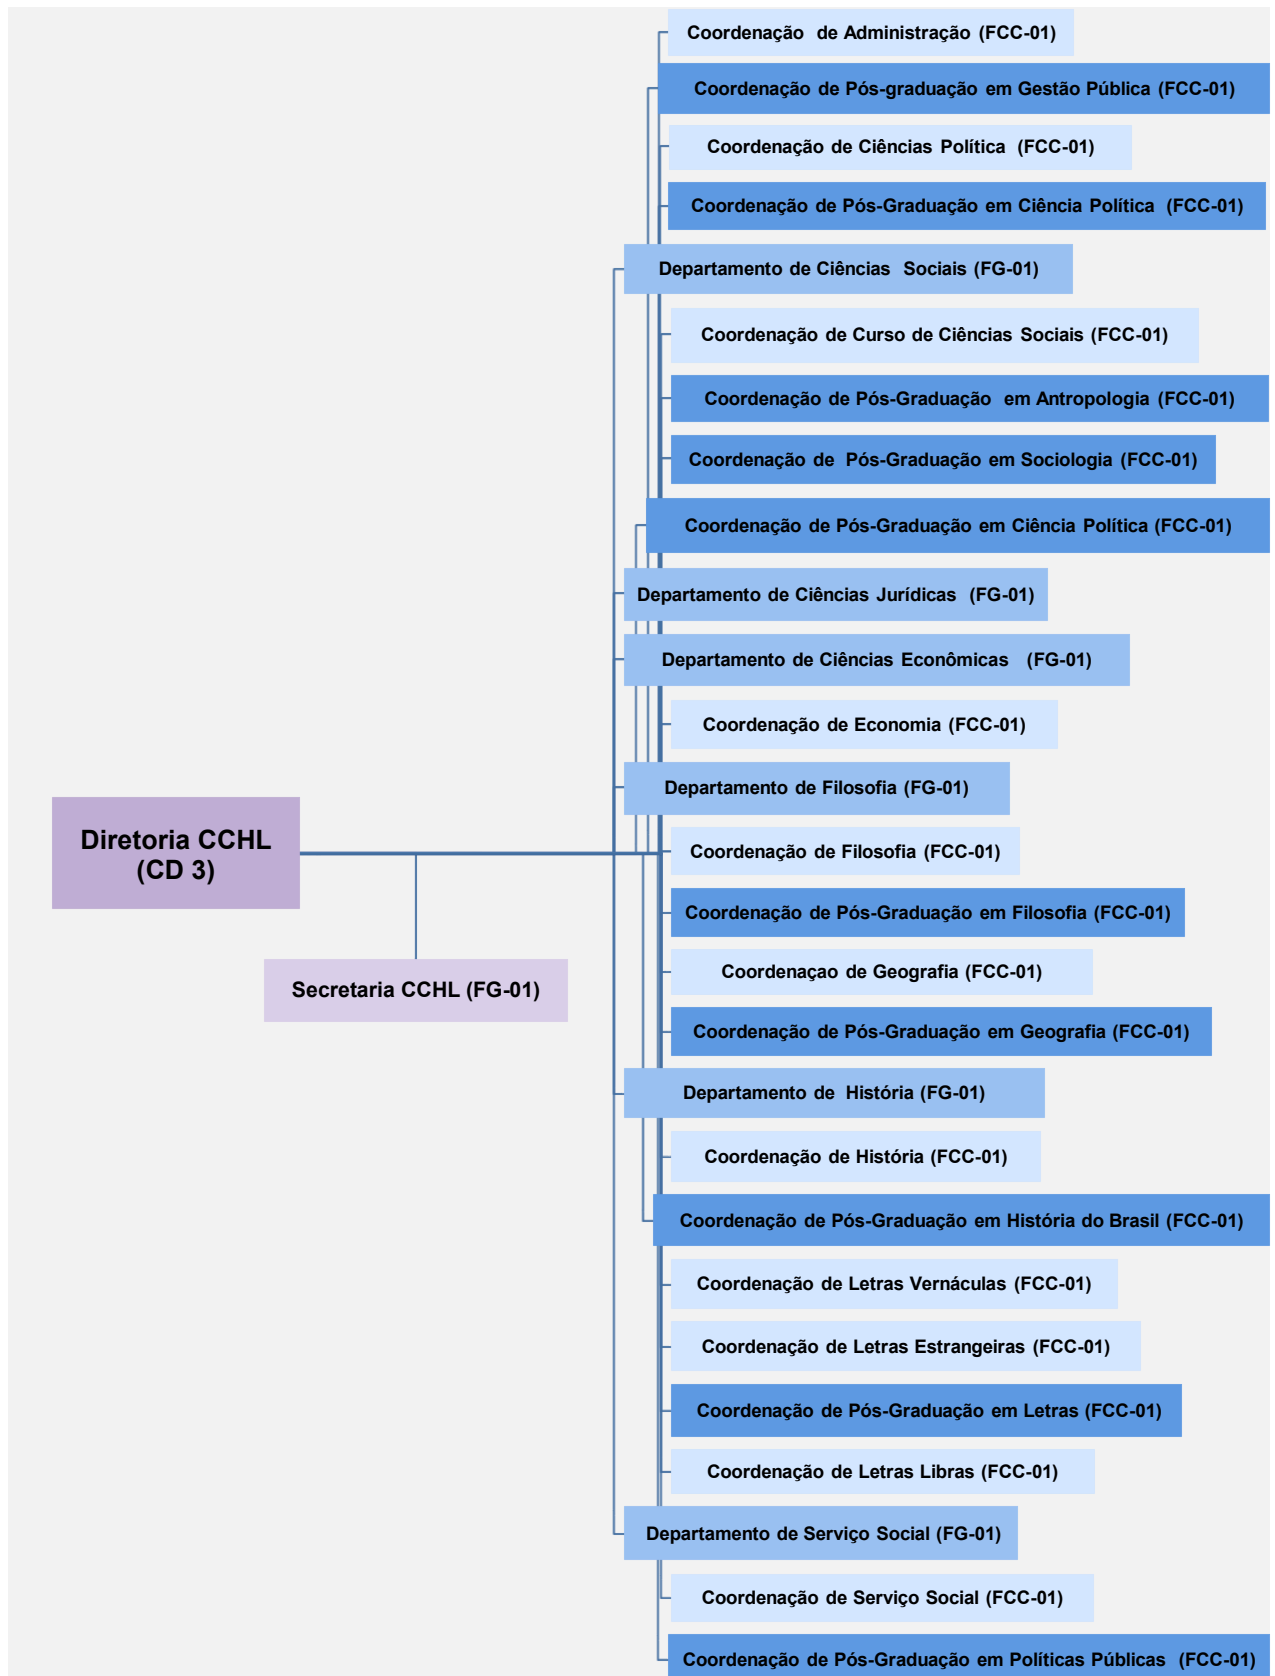 Coordenação de Administração (FCC-01)
Coordenação de Pós-graduação em Gestão Pública (FCC-01)
Coordenação de Ciências Política (FCC-01)
Coordenação de Pós-Graduação em Ciência Política (FCC-01)
Departamento de Ciências Sociais (FG-01)
Coordenação de Curso de Ciências Sociais (FCC-01)
Coordenação de Pós-Graduação em Antropologia (FCC-01)
Coordenação de Pós-Graduação em Sociologia (FCC-01)
Coordenação de Pós-Graduação em Ciência Política (FCC-01)
Departamento de Ciências Jurídicas (FG-01)
Departamento de Ciências Econômicas (FG-01)
Coordenação de Economia (FCC-01)
Departamento de Filosofia (FG-01)
Diretoria CCHL
(CD 3)
Coordenação de Filosofia (FCC-01)
Coordenação de Pós-Graduação em Filosofia (FCC-01)
Coordenaçao de Geografia (FCC-01)
Secretaria CCHL (FG-01)
Coordenação de Pós-Graduação em Geografia (FCC-01)
Departamento de História (FG-01)
Coordenação de História (FCC-01)
Coordenação de Pós-Graduação em História do Brasil (FCC-01)
Coordenação de Letras Vernáculas (FCC-01)
Coordenação de Letras Estrangeiras (FCC-01)
Coordenação de Pós-Graduação em Letras (FCC-01)
Coordenação de Letras Libras (FCC-01)
Departamento de Serviço Social (FG-01)
Coordenação de Serviço Social (FCC-01)
Coordenação de Pós-Graduação em Políticas Públicas (FCC-01)